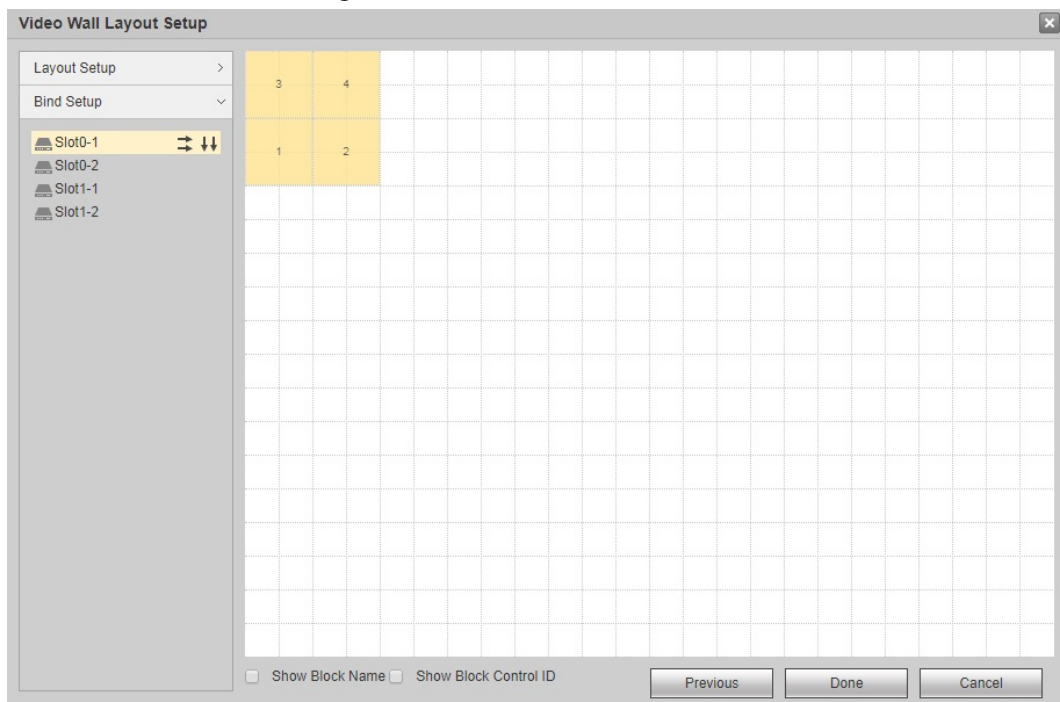 Video Wall Layout Setup
Layout Setup
Bind Setup
Slot0-1
Slot0-2
Slot1-1
Slot1-2
3 4
1 2
Show Block Name Show Block Control ID
Previous Done Cancel